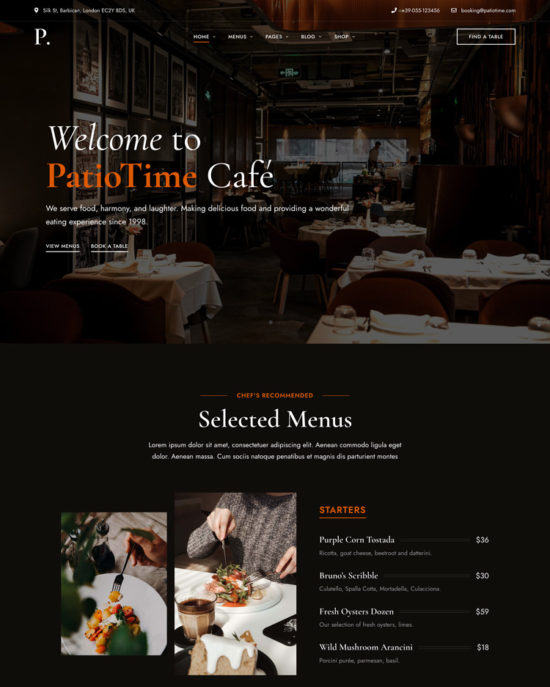 Silk St, Barbican, London EC2Y 8DS, UK
+39-055-123456
booking@patiotime.com
P.
HOME
MENUS
PAGES
BLOG
SHOP
FIND A TABLE
Welcome to
PatioTime Café
We serve food, harmony, and laughter. Making delicious food and providing a wonderful
eating experience since 1998.
VIEW MENUS
BOOK A TABLE
CHEF'S RECOMMENDED
Selected Menus
Lorem ipsum dolor sit amet, consectetuer adipiscing elit. Aenean commodo ligula eget
dolor. Aenean massa. Cum sociis natoque penatibus et magnis dis parturient montes
STARTERS
Purple Corn Tostada $36
Ricotta, goat cheese, beetroot and datterini.
Bruno's Scribble $30
Culatello, Spalla Cotta, Mortadella, Culacciona.
Fresh Oysters Dozen $59
Our selection of fresh oysters, limes.
Wild Mushroom Arancini $18
Porcini purée, parmesan, basil.